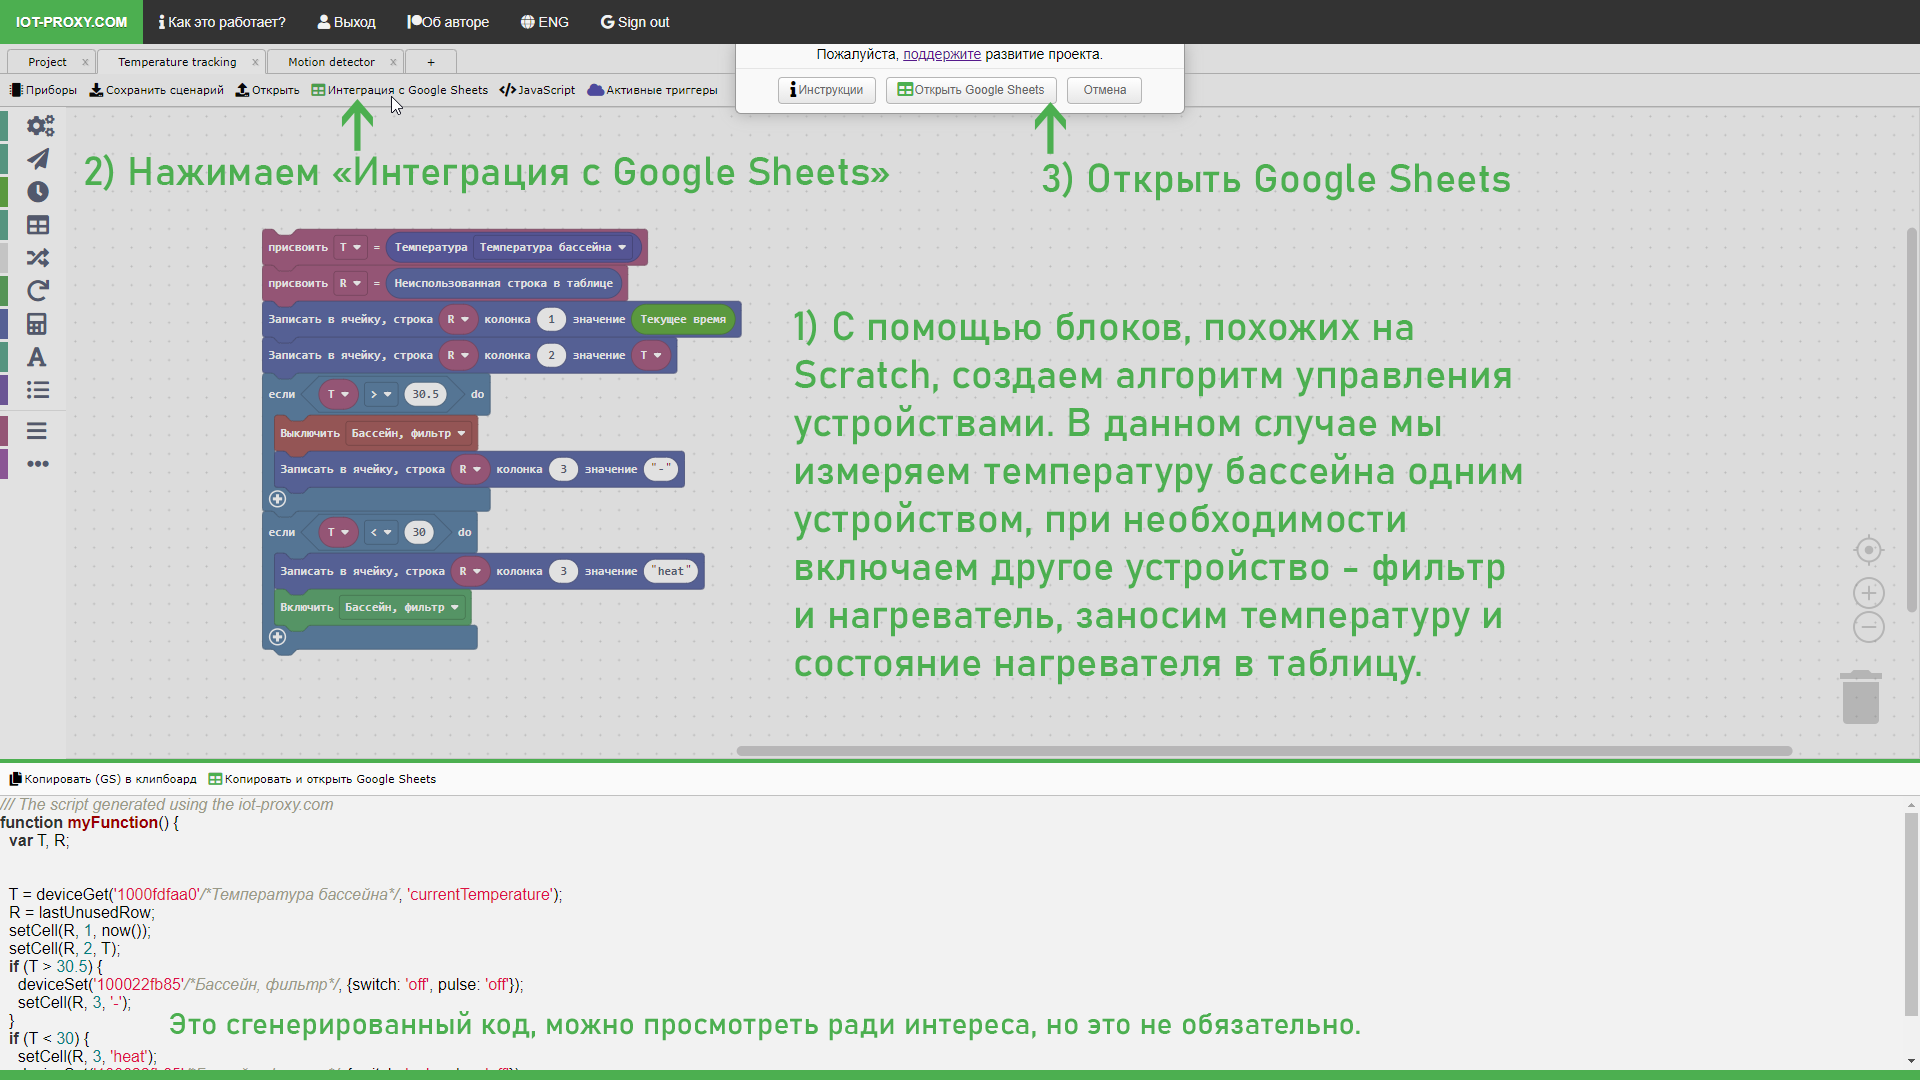 IOT-PROXY.COM Как это работает? Выход Об авторе ENG Sign out
Project x Temperature tracking x Motion detector x +
Пожалуйста, поддержите развитие проекта.
Приборы Сохранить сценарий Открыть Интеграция с Google Sheets JavaScript Активные триггеры
Инструкции Открыть Google Sheets Отмена
2) Нажимаем «Интеграция с Google Sheets»
3) Открыть Google Sheets
присвоить T = Температура Температура бассейна
присвоить R = Неиспользованная строка в таблице
Записать в ячейку, строка R колонка 1 значение Текущее время
Записать в ячейку, строка R колонка 2 значение T
если T > 30.5 do
Выключить Бассейн, фильтр
Записать в ячейку, строка R колонка 3 значение "-"
если T < 30 do
Записать в ячейку, строка R колонка 3 значение "heat"
Включить Бассейн, фильтр
1) С помощью блоков, похожих на
Scratch, создаем алгоритм управления
устройствами. В данном случае мы
измеряем температуру бассейна одним
устройством, при необходимости
включаем другое устройство - фильтр
и нагреватель, заносим температуру и
состояние нагревателя в таблицу.
Копировать (GS) в клипбоард Копировать и открыть Google Sheets
/// The script generated using the iot-proxy.com
function myFunction() {
var T, R;
T = deviceGet('1000fdfaa0'/*Температура бассейна*/, 'currentTemperature');
R = lastUnusedRow;
setCell(R, 1, now());
setCell(R, 2, T);
if (T > 30.5) {
deviceSet('100022fb85'/*Бассейн, фильтр*/, {switch: 'off', pulse: 'off'});
setCell(R, 3, '-');
}
if (T < 30) {
setCell(R, 3, 'heat');
Это сгенерированный код, можно просмотреть ради интереса, но это не обязательно.